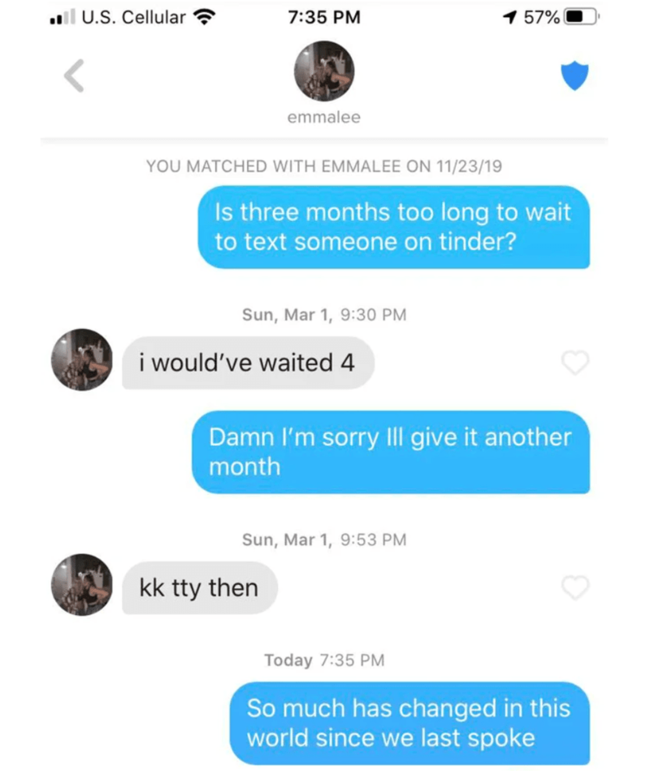 U.S. Cellular 7:35 PM 57%
emmalee
YOU MATCHED WITH EMMALEE ON 11/23/19
Is three months too long to wait
to text someone on tinder?
Sun, Mar 1, 9:30 PM
i would've waited 4
Damn I'm sorry Ill give it another
month
Sun, Mar 1, 9:53 PM
kk tty then
Today 7:35 PM
So much has changed in this
world since we last spoke